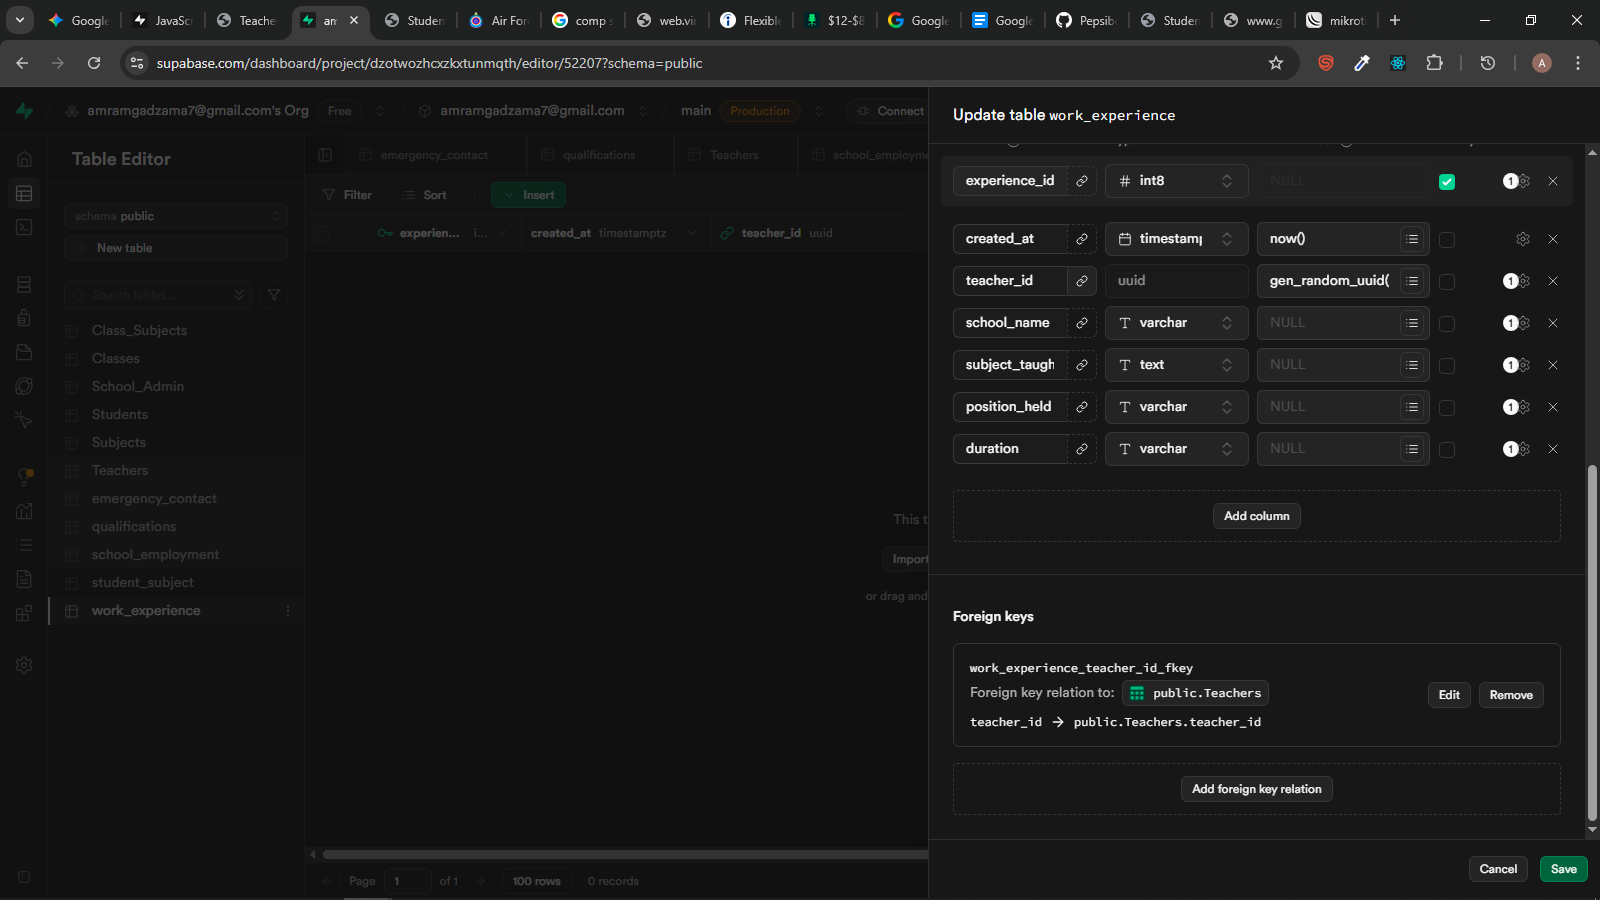 Google
JavaScr
Teache
am
Studen
Air For
comp s
web.vir
Flexible
$12-$8
Google
Google
Pepsib
Studen
www.g
mikrot
supabase.com/dashboard/project/dzotwozhcxzkxtunmqth/editor/52207?schema=public
A
amramgadzama7@gmail.com's Org Free
amramgadzama7@gmail.com
main Production
Connect
Table Editor
schema public
New table
Search tables...
Class_Subjects
Classes
School_Admin
Students
Subjects
Teachers
emergency_contact
qualifications
school_employment
student_subject
work_experience
emergency_contact
qualifications
Teachers
school_employm
Filter
Sort
Insert
experien... i...
created_at timestamptz
teacher_id uuid
This t
Import
or drag and
Page 1 of 1
100 rows
0 records
Update table work_experience
experience_id # int8 NULL 1
created_at timestamp now()
teacher_id uuid gen_random_uuid( 1
school_name T varchar NULL 1
subject_taugh T text NULL 1
position_held T varchar NULL 1
duration T varchar NULL 1
Add column
Foreign keys
work_experience_teacher_id_fkey
Foreign key relation to: public.Teachers
teacher_id → public.Teachers.teacher_id
Edit
Remove
Add foreign key relation
Cancel
Save